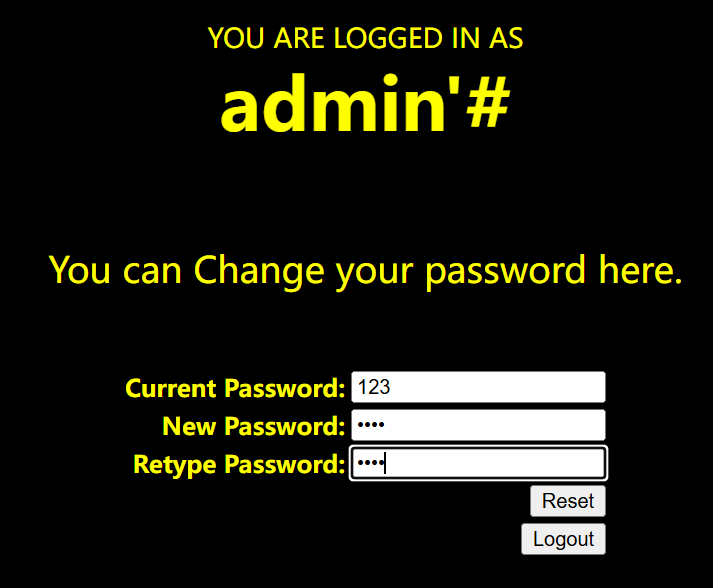 YOU ARE LOGGED IN AS
admin'#
You can Change your password here.
Current Password: 123
New Password: ••••
Retype Password: ••••
Reset
Logout